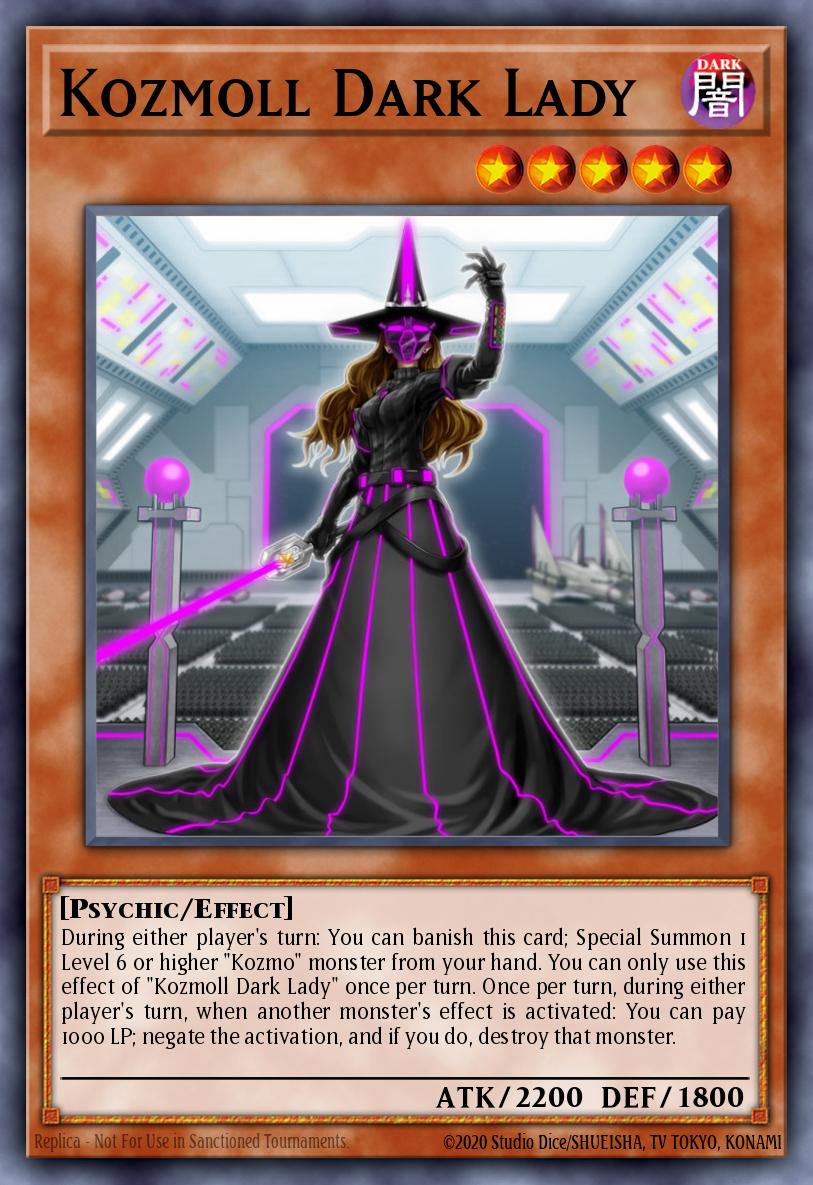 Kozmoll Dark Lady
DARK
闇
[Psychic/Effect]
During either player's turn: You can banish this card; Special Summon 1
Level 6 or higher "Kozmo" monster from your hand. You can only use this
effect of "Kozmoll Dark Lady" once per turn. Once per turn, during either
player's turn, when another monster's effect is activated: You can pay
1000 LP; negate the activation, and if you do, destroy that monster.
ATK/2200 DEF/1800
Replica - Not For Use in Sanctioned Tournaments.
©2020 Studio Dice/SHUEISHA, TV TOKYO, KONAMI